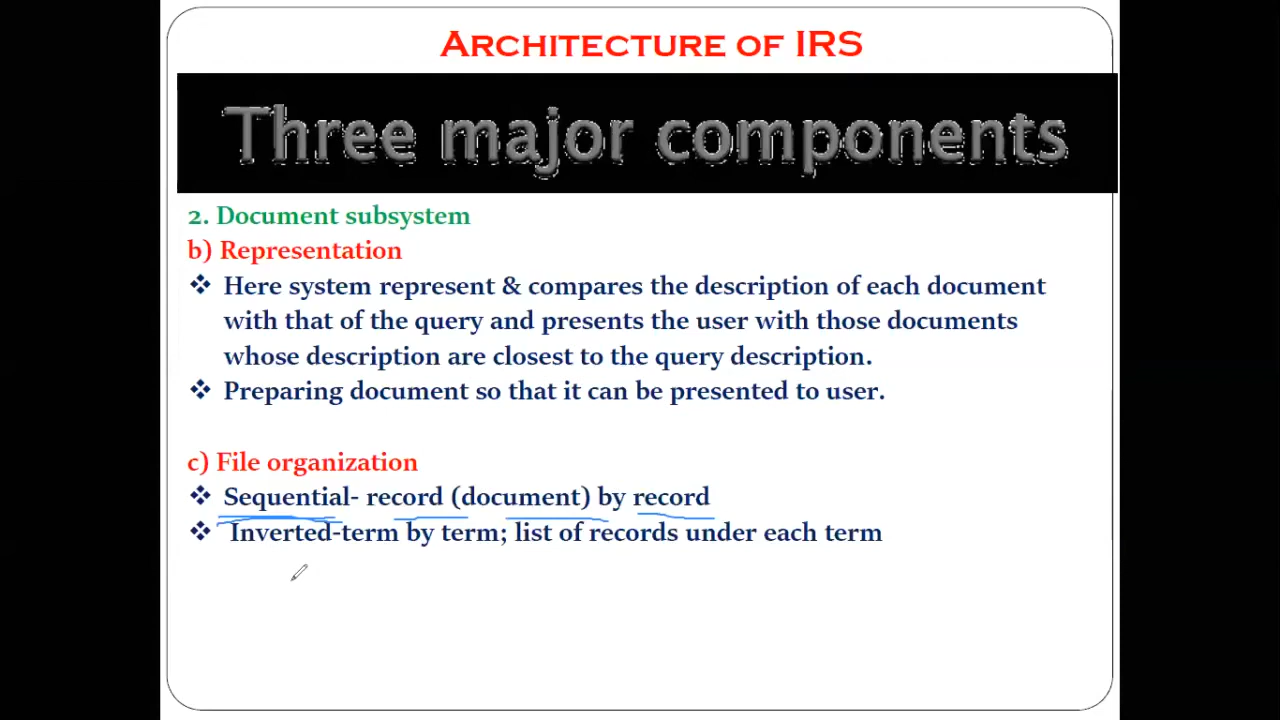 ARCHITECTURE OF IRS
Three major components
2. Document subsystem
b) Representation
❖ Here system represent & compares the description of each document
with that of the query and presents the user with those documents
whose description are closest to the query description.
❖ Preparing document so that it can be presented to user.
c) File organization
❖ Sequential- record (document) by record
❖ Inverted-term by term; list of records under each term